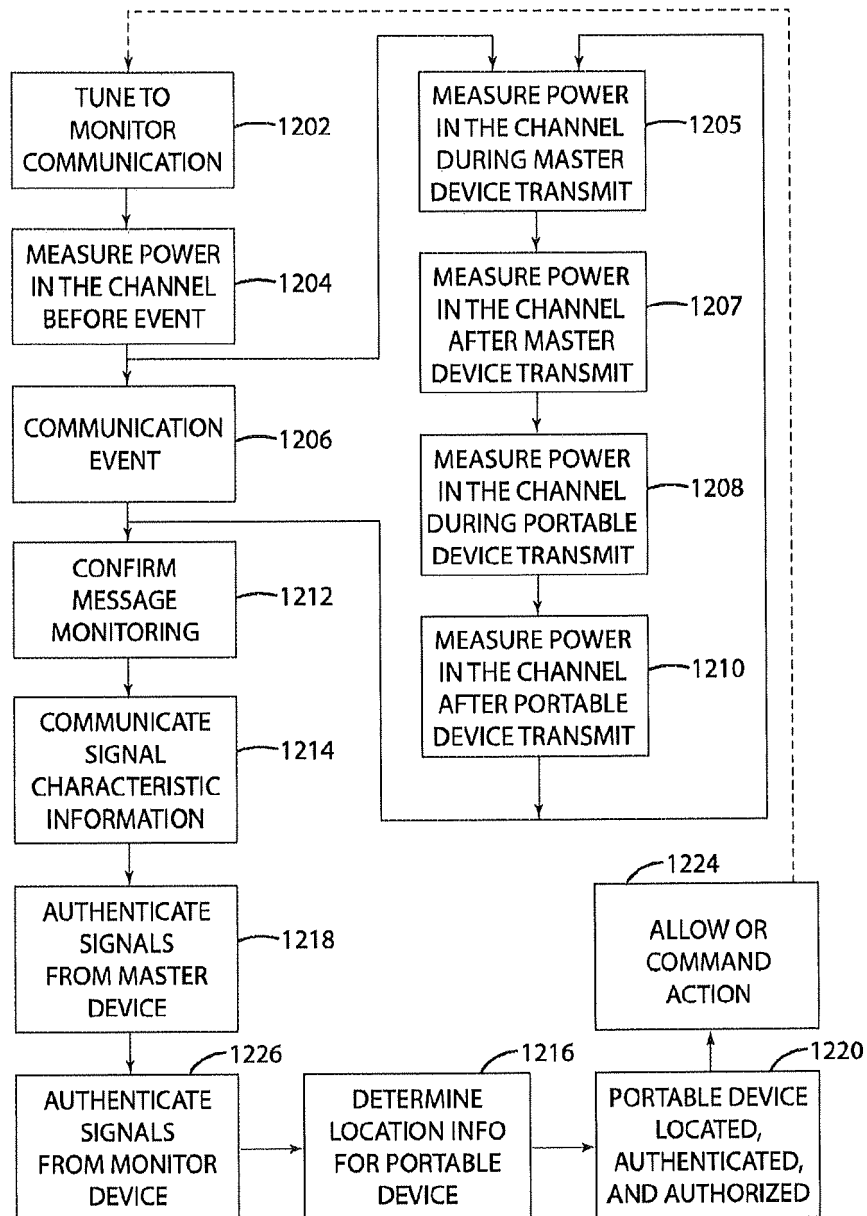 TUNE TO
MONITOR
COMMUNICATION
1202
MEASURE POWER
IN THE CHANNEL
BEFORE EVENT
1204
COMMUNICATION
EVENT
1206
CONFIRM
MESSAGE
MONITORING
1212
COMMUNICATE
SIGNAL
CHARACTERISTIC
INFORMATION
1214
AUTHENTICATE
SIGNALS
FROM MASTER
DEVICE
1218
AUTHENTICATE
SIGNALS
FROM MONITOR
DEVICE
1226
MEASURE POWER
IN THE CHANNEL
DURING MASTER
DEVICE TRANSMIT
1205
MEASURE POWER
IN THE CHANNEL
AFTER MASTER
DEVICE TRANSMIT
1207
MEASURE POWER
IN THE CHANNEL
DURING PORTABLE
DEVICE TRANSMIT
1208
MEASURE POWER
IN THE CHANNEL
AFTER PORTABLE
DEVICE TRANSMIT
1210
DETERMINE
LOCATION INFO
FOR PORTABLE
DEVICE
1216
PORTABLE DEVICE
LOCATED,
AUTHENTICATED,
AND AUTHORIZED
1220
ALLOW OR
COMMAND
ACTION
1224